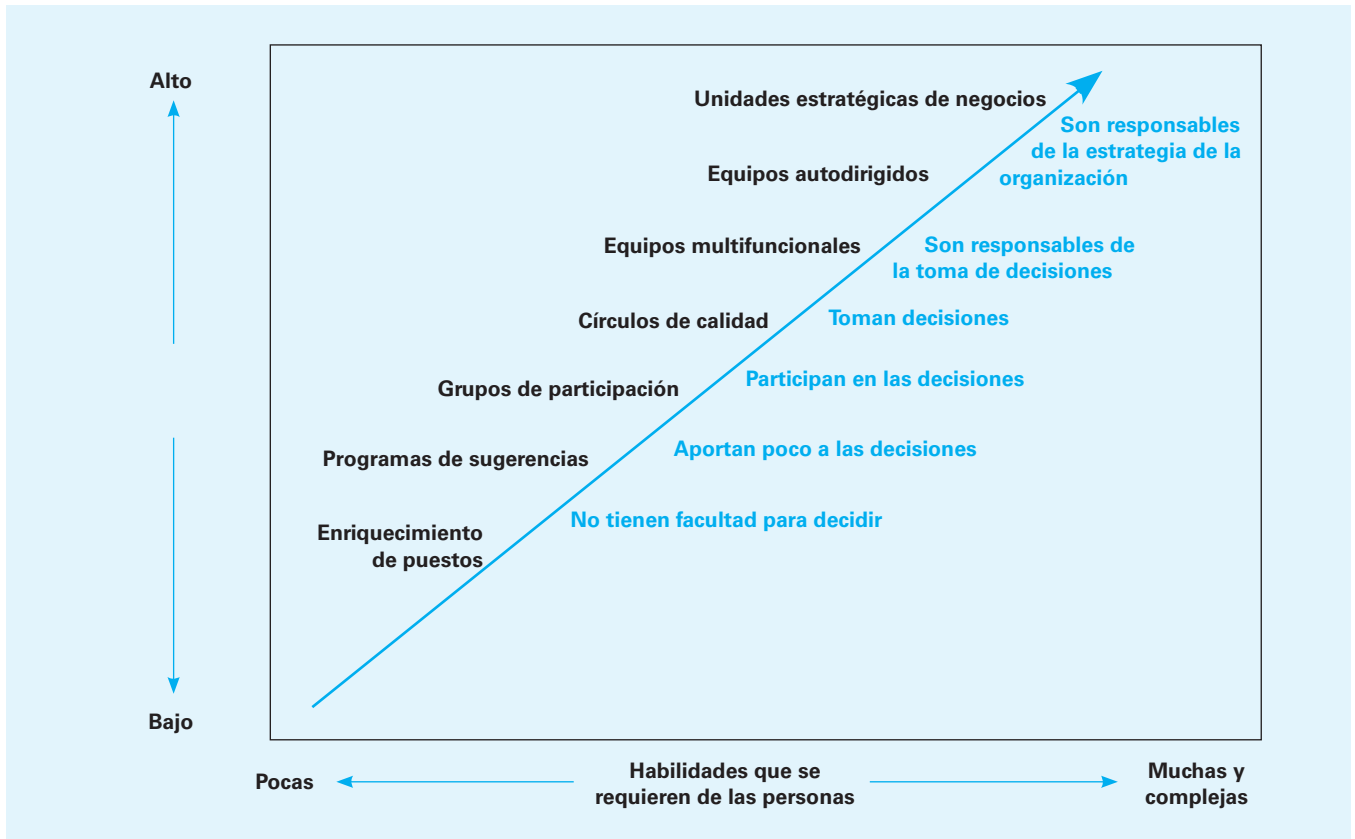 Alto
Unidades estratégicas de negocios
Son responsables
de la estrategia de la
organización
Equipos autodirigidos
Equipos multifuncionales
Son responsables de
la toma de decisiones
Círculos de calidad
Toman decisiones
Grupos de participación
Participan en las decisiones
Programas de sugerencias
Aportan poco a las decisiones
Enriquecimiento
de puestos
No tienen facultad para decidir
Bajo
Pocas
Habilidades que se
requieren de las personas
Muchas y
complejas